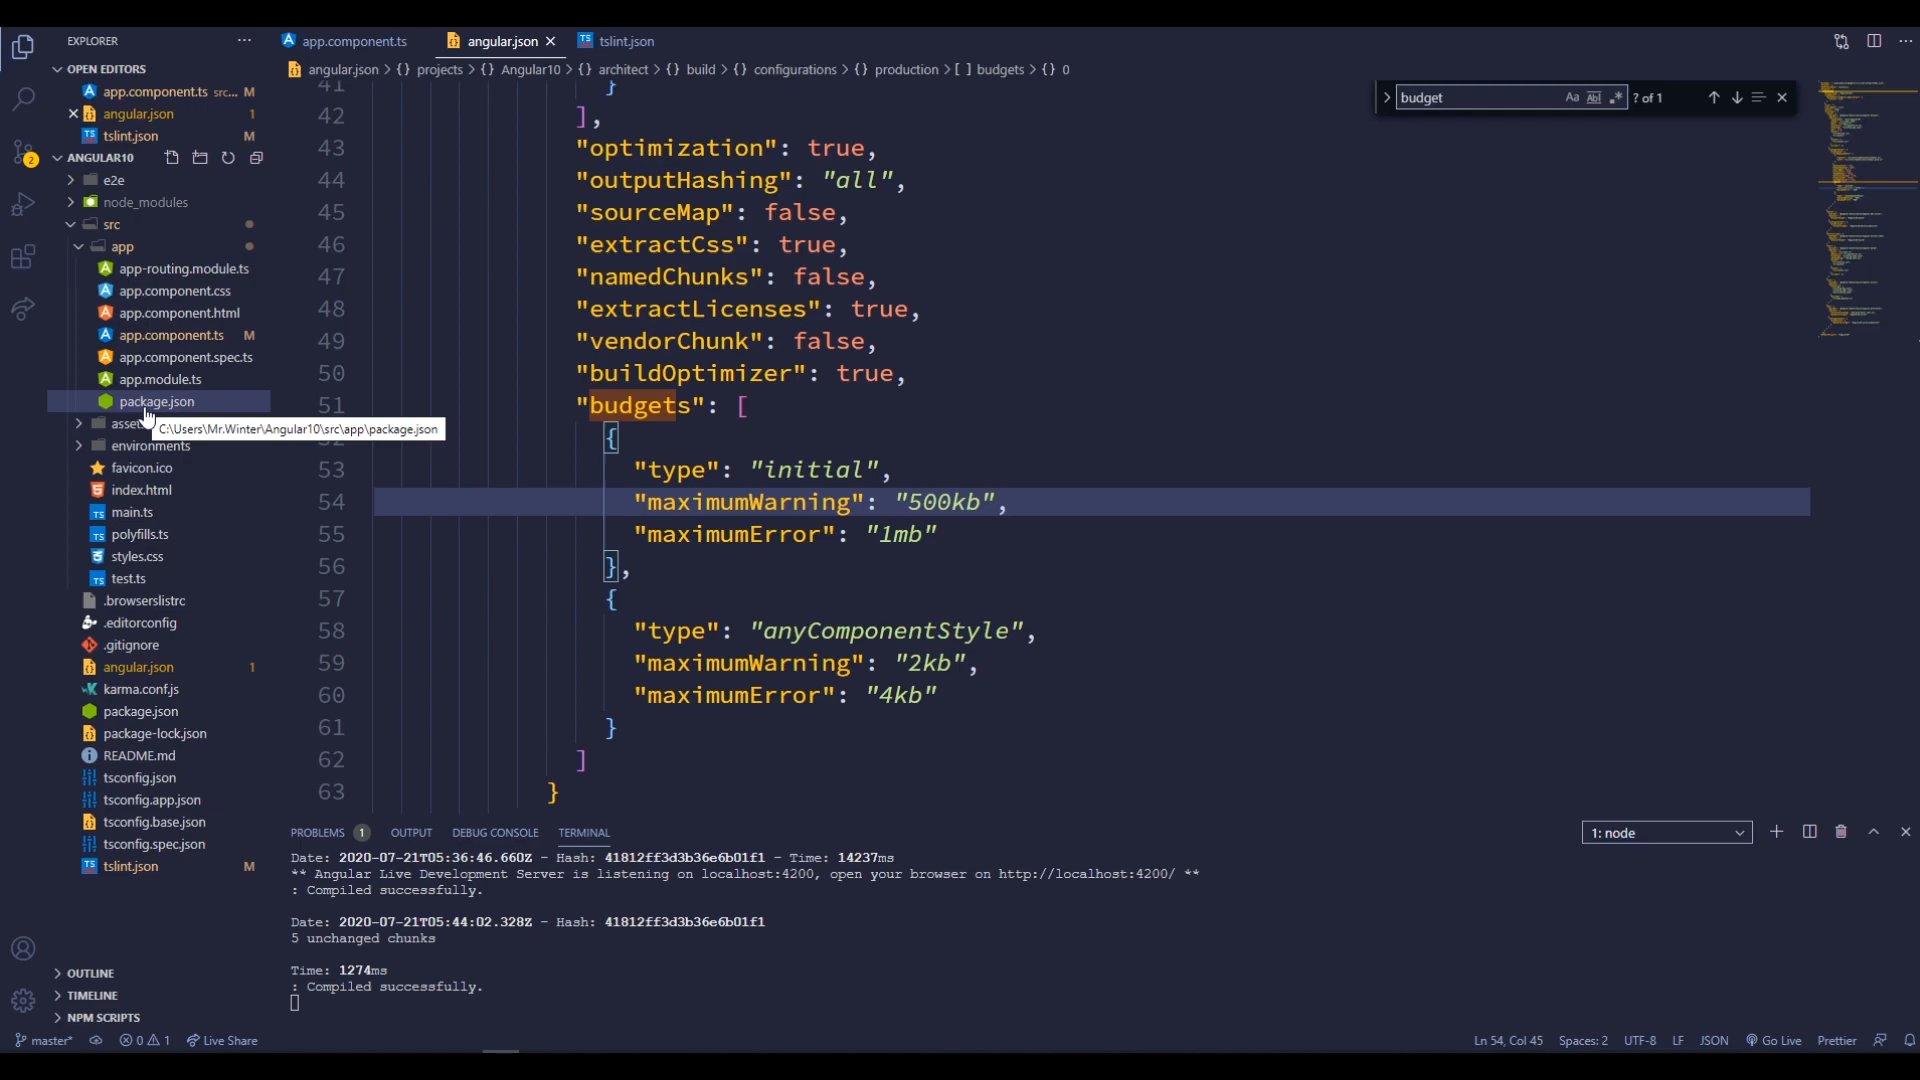 EXPLORER
OPEN EDITORS
app.component.ts src... M
angular.json 1
tslint.json M
ANGULAR10
e2e
node_modules
src
app
app-routing.module.ts
app.component.css
app.component.html
app.component.ts M
app.component.spec.ts
app.module.ts
package.json
asset
C:\Users\Mr.Winter\Angular10\src\app\package.json
environments
favicon.ico
index.html
main.ts
polyfills.ts
styles.css
test.ts
.browserslistrc
.editorconfig
.gitignore
angular.json 1
karma.conf.js
package.json
package-lock.json
README.md
tsconfig.json
tsconfig.app.json
tsconfig.base.json
tsconfig.spec.json
tslint.json M
OUTLINE
TIMELINE
NPM SCRIPTS
2
app.component.ts angular.json tslint.json
angular.json > {} projects > {} Angular10 > {} architect > {} build > {} configurations > {} production > [ ] budgets > {} 0
budget Aa Abl .* ? of 1
41 }
42 ],
43 "optimization": true,
44 "outputHashing": "all",
45 "sourceMap": false,
46 "extractCss": true,
47 "namedChunks": false,
48 "extractLicenses": true,
49 "vendorChunk": false,
50 "buildOptimizer": true,
51 "budgets": [
{
53 "type": "initial",
54 "maximumWarning": "500kb",
55 "maximumError": "1mb"
56 },
57 {
58 "type": "anyComponentStyle",
59 "maximumWarning": "2kb",
60 "maximumError": "4kb"
61 }
62 ]
63 }
PROBLEMS 1 OUTPUT DEBUG CONSOLE TERMINAL 1: node
Date: 2020-07-21T05:36:46.660Z - Hash: 41812ff3d3b36e6b01f1 - Time: 14237ms
** Angular Live Development Server is listening on localhost:4200, open your browser on http://localhost:4200/ **
: Compiled successfully.
Date: 2020-07-21T05:44:02.328Z - Hash: 41812ff3d3b36e6b01f1
5 unchanged chunks
Time: 1274ms
: Compiled successfully.
master* 0 1 Live Share Ln 54, Col 45 Spaces: 2 UTF-8 LF JSON Go Live Prettier